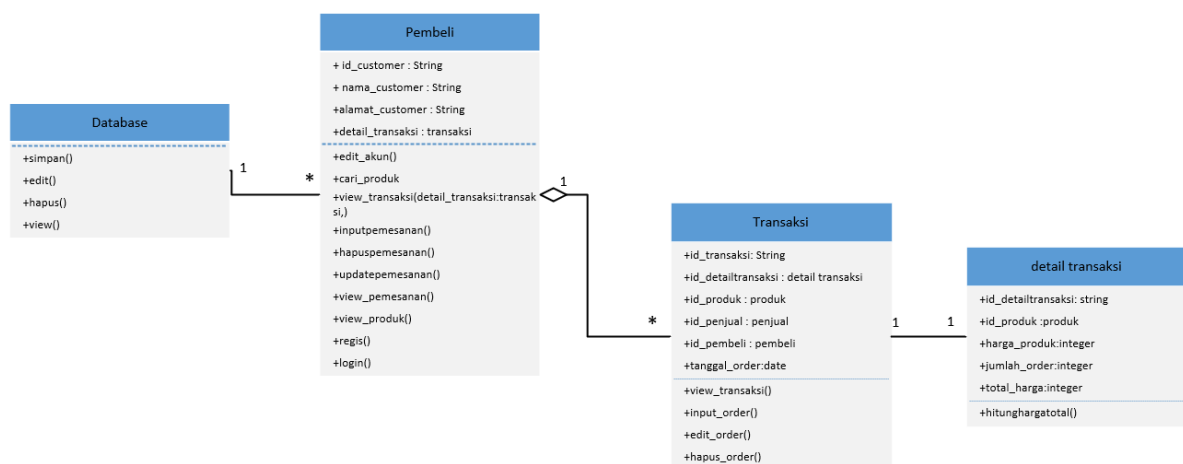 Database
+simpan()
+edit()
+hapus()
+view()
1
*
Pembeli
+ id_customer : String
+ nama_customer : String
+alamat_customer : String
+detail_transaksi : transaksi
+edit_akun()
+cari_produk
+view_transaksi(detail_transaksi:transak
si,)
+inputpemesanan()
+hapuspemesanan()
+updatepemesanan()
+view_pemesanan()
+view_produk()
+regis()
+login()
1
*
Transaksi
+id_transaksi: String
+id_detailtransaksi : detail transaksi
+id_produk : produk
+id_penjual : penjual
+id_pembeli : pembeli
+tanggal_order:date
+view_transaksi()
+input_order()
+edit_order()
+hapus_order()
1
1
detail transaksi
+id_detailtransaksi: string
+id_produk :produk
+harga_produk:integer
+jumlah_order:integer
+total_harga:integer
+hitunghargatotal()